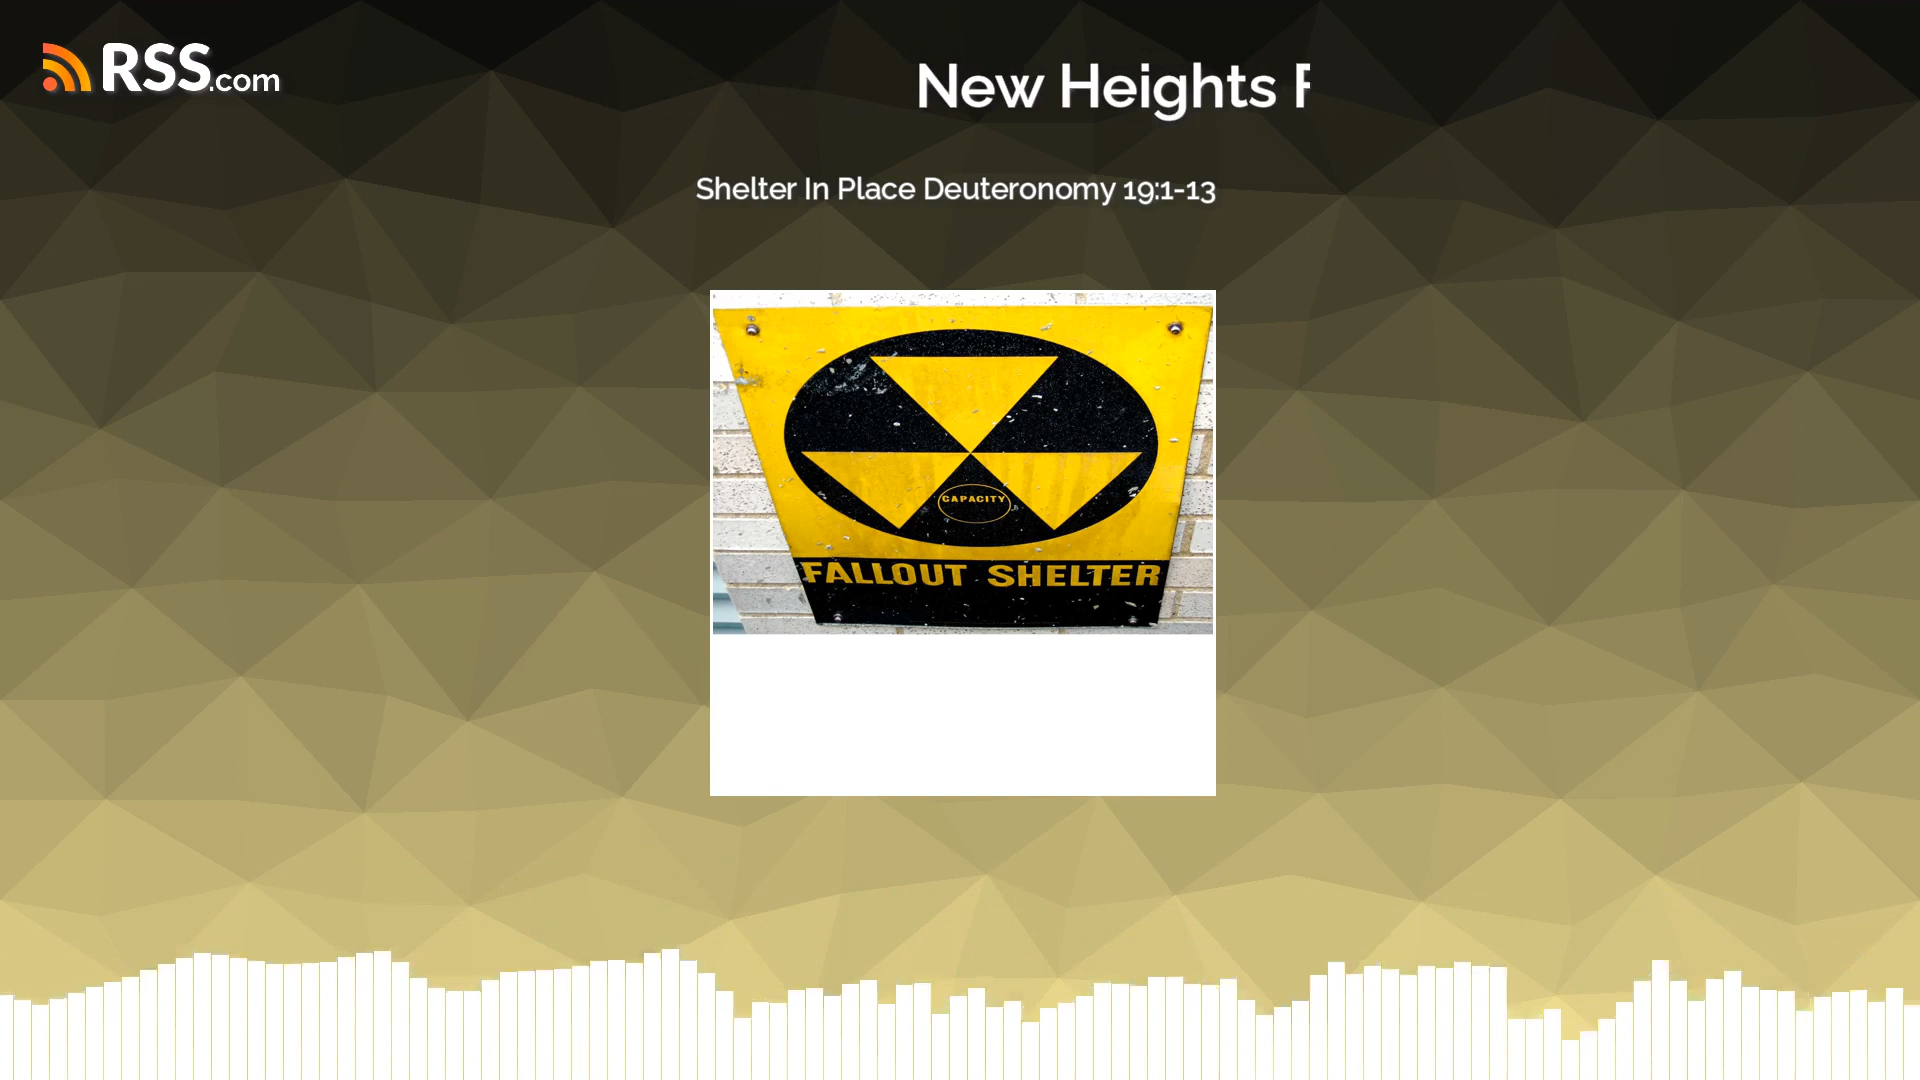 RSS.com
New Heights
Shelter In Place Deuteronomy 19:1-13
CAPACITY
FALLOUT SHELTER